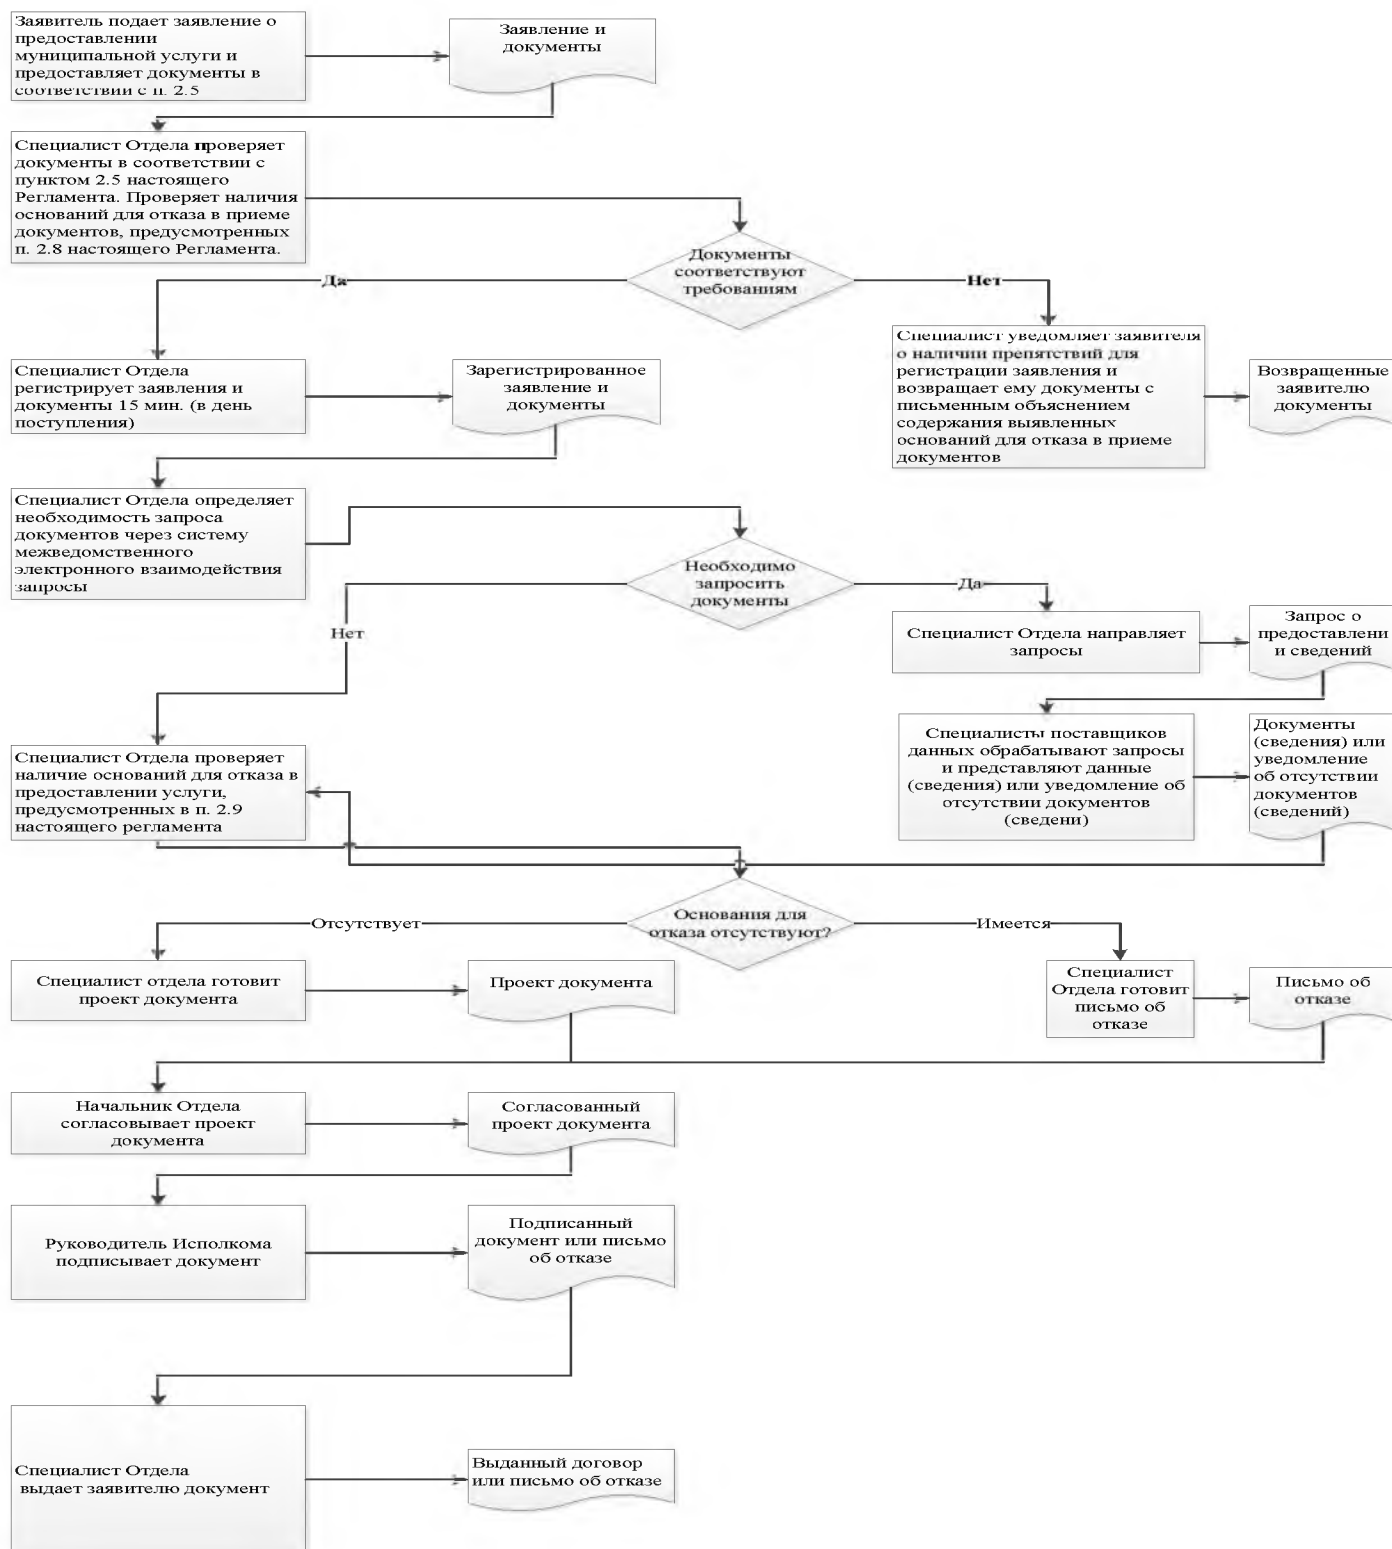 Заявитель подает заявление о
предоставлении
муниципальной услуги и
предоставляет документы в
соответствии с п. 2.5
Заявление и
документы
Специалист Отдела проверяет
документы в соответствии с
пунктом 2.5 настоящего
Регламента. Проверяет наличия
оснований для отказа в приеме
документов, предусмотренных
п. 2.8 настоящего Регламента.
Документы
соответствуют
требованиям
Да
Нет
Специалист Отдела
регистрирует заявления и
документы 15 мин. (в день
поступления)
Зарегистрированное
заявление и
документы
Специалист уведомляет заявителя
о наличии препятствий для
регистрации заявления и
возвращает ему документы с
письменным объяснением
содержания выявленных
оснований для отказа в приеме
документов
Возвращенные
заявителю
документы
Специалист Отдела определяет
необходимость запроса
документов через систему
межведомственного
электронного взаимодействия
запросы
Необходимо
запросить
документы
Да
Нет
Специалист Отдела направляет
запросы
Запрос о
предоставлени
и сведений
Специалисты поставщиков
данных обрабатывают запросы
и представляют данные
(сведения) или уведомление об
отсутствии документов
(сведени)
Документы
(сведения) или
уведомление
об отсутствии
документов
(сведений)
Специалист Отдела проверяет
наличие оснований для отказа в
предоставлении услуги,
предусмотренных в п. 2.9
настоящего регламента
Основания для
отказа отсутствуют?
Отсутствует
Имеется
Специалист отдела готовит
проект документа
Проект документа
Специалист
Отдела готовит
письмо об
отказе
Письмо об
отказе
Начальник Отдела
согласовывает проект
документа
Согласованный
проект документа
Руководитель Исполкома
подписывает документ
Подписанный
документ или письмо
об отказе
Специалист Отдела
выдает заявителю документ
Выданный договор
или письмо об отказе